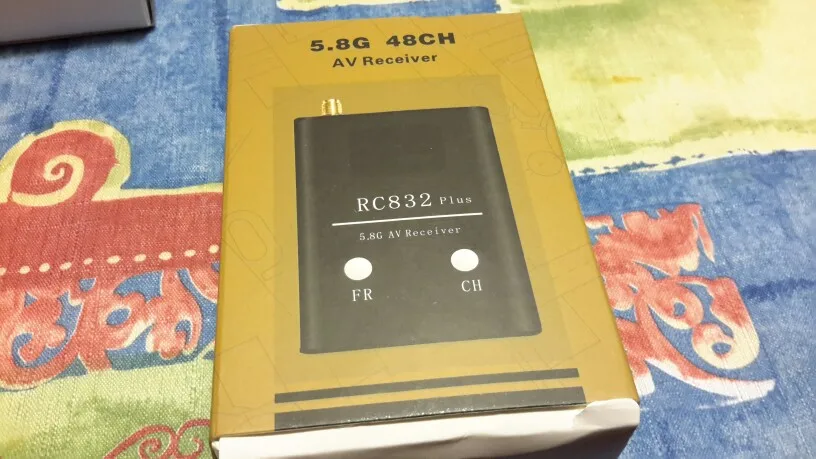 5.8G 48CH
AV Receiver
RC832 Plus
5.8G AV Receiver
FR CH